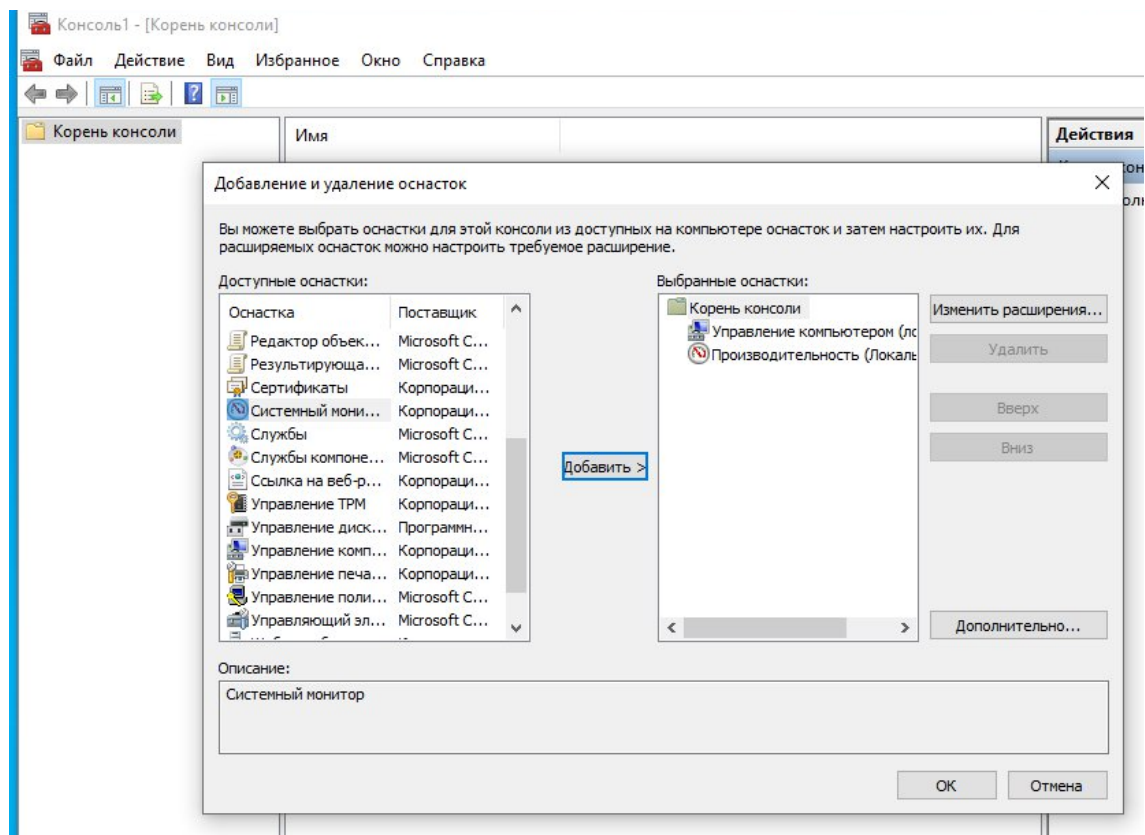 Консоль1 - [Корень консоли]
Файл Действие Вид Избранное Окно Справка
Корень консоли
Имя
Действия
Добавление и удаление оснасток
Вы можете выбрать оснастки для этой консоли из доступных на компьютере оснасток и затем настроить их. Для
расширяемых оснасток можно настроить требуемое расширение.
Доступные оснастки:
Оснастка Поставщик
Редактор объек... Microsoft C...
Результирующа... Microsoft C...
Сертификаты Корпораци...
Системный мони... Корпораци...
Службы Microsoft C...
Службы компоне... Microsoft C...
Ссылка на веб-р... Корпораци...
Управление TPM Корпораци...
Управление диск... Программн...
Управление комп... Корпораци...
Управление печа... Корпораци...
Управление поли... Microsoft C...
Управляющий эл... Microsoft C...
Добавить >
Выбранные оснастки:
Корень консоли
Управление компьютером (ло
Производительность (Локаль
Изменить расширения...
Удалить
Вверх
Вниз
Дополнительно...
Описание:
Системный монитор
ОК
Отмена